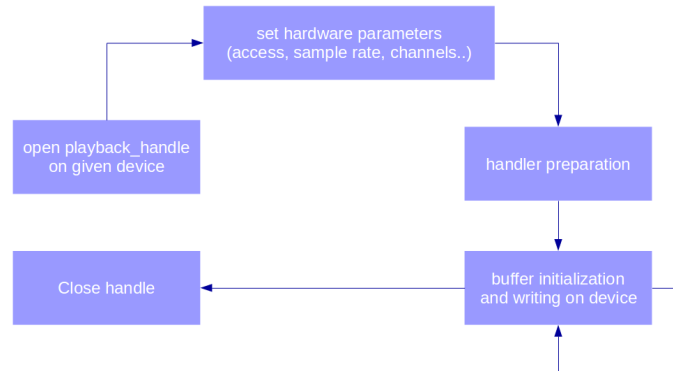 set hardware parameters
(access, sample rate, channels..)
open playback_handle
on given device
handler preparation
Close handle
buffer initialization
and writing on device